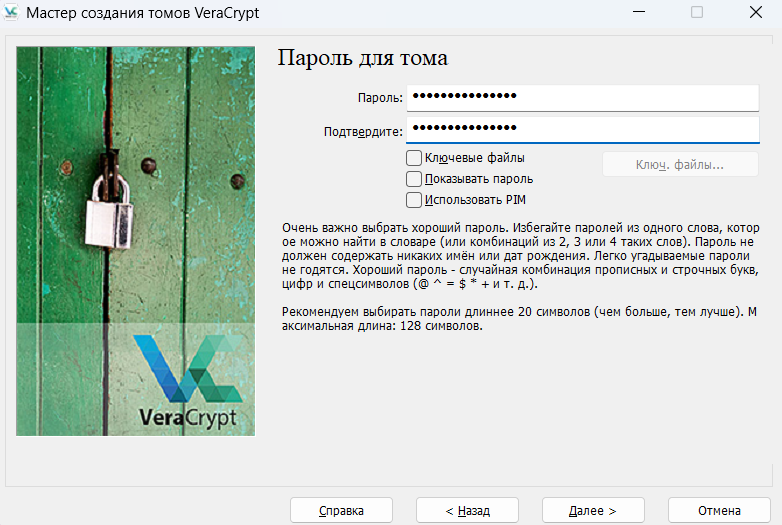 Мастер создания томов VeraCrypt
Пароль для тома
Пароль: •••••••••••••••
Подтвердите: •••••••••••••••
Ключевые файлы
Ключ. файлы...
Показывать пароль
Использовать PIM
Очень важно выбрать хороший пароль. Избегайте паролей из одного слова, котор
ое можно найти в словаре (или комбинаций из 2, 3 или 4 таких слов). Пароль не
должен содержать никаких имён или дат рождения. Легко угадываемые пароли
не годятся. Хороший пароль - случайная комбинация прописных и строчных букв,
цифр и спецсимволов (@ ^ = $ * + и т. д.).
Рекомендуем выбирать пароли длиннее 20 символов (чем больше, тем лучше). М
аксимальная длина: 128 символов.
VeraCrypt
Справка
< Назад
Далее >
Отмена